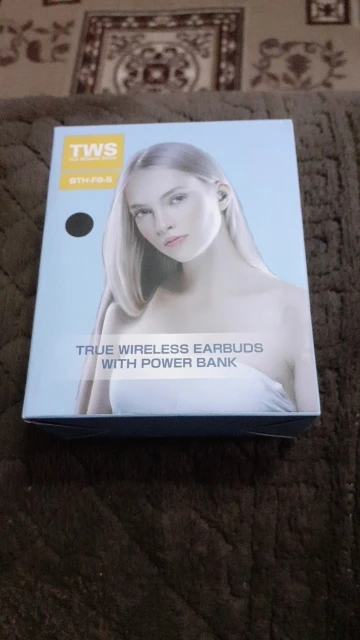 TWS
BTH-F9-5
TRUE WIRELESS EARBUDS
WITH POWER BANK